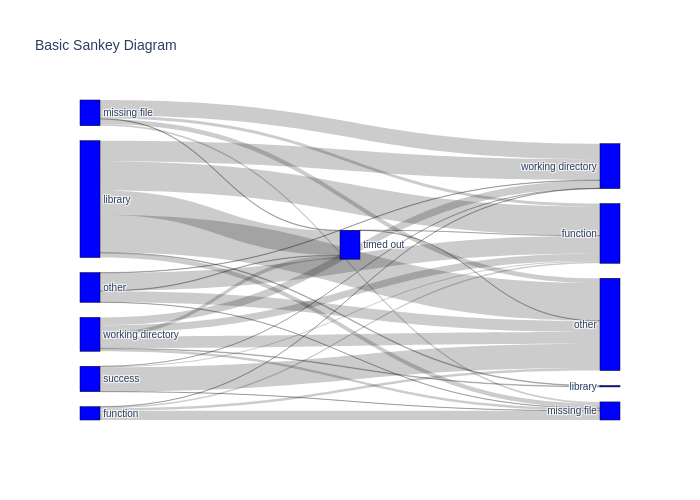 Basic Sankey Diagram
missing file
library
other
working directory
success
function
timed out
working directory
function
other
library
missing file